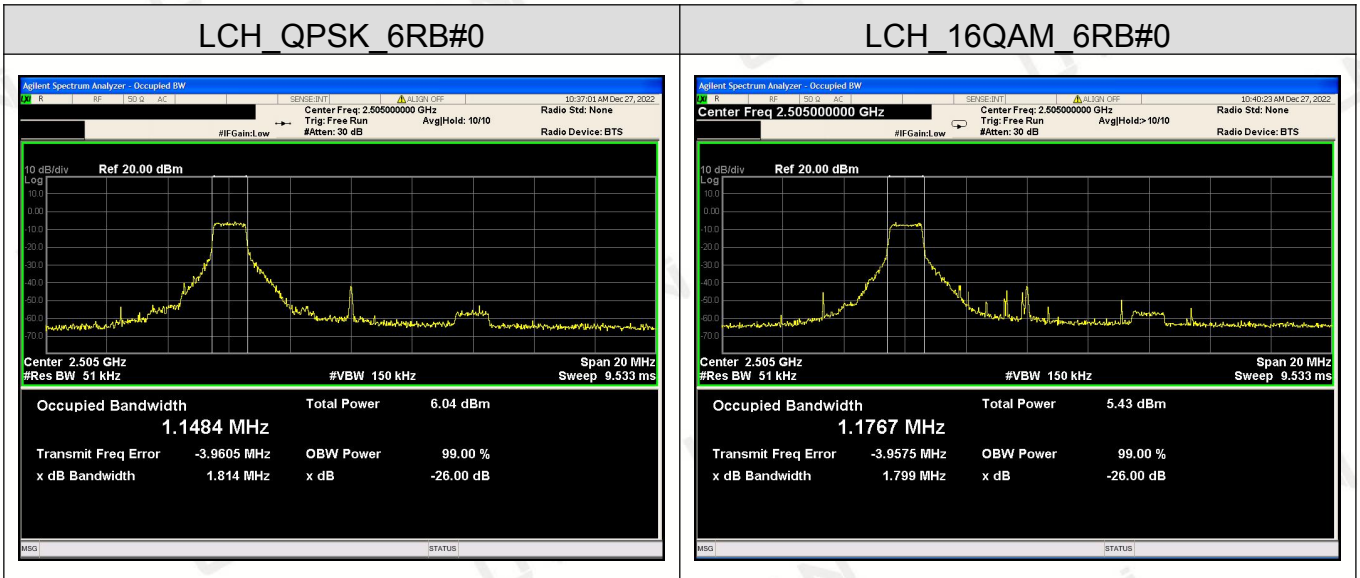 LCH_QPSK_6RB#0
LCH_16QAM_6RB#0
Agilent Spectrum Analyzer - Occupied BW
R RF 50 Ω AC SENSE:INT ALIGN OFF 10:37:01 AM Dec 27, 2022
Center Freq: 2.505000000 GHz Radio Std: None
Trig: Free Run Avg|Hold: 10/10
#IFGain:Low #Atten: 30 dB Radio Device: BTS
10 dB/div Ref 20.00 dBm
Log
10.0
0.00
-10.0
-20.0
-30.0
-40.0
-50.0
-60.0
-70.0
Center 2.505 GHz Span 20 MHz
#Res BW 51 kHz #VBW 150 kHz Sweep 9.533 ms
Occupied Bandwidth Total Power 6.04 dBm
1.1484 MHz
Transmit Freq Error -3.9605 MHz OBW Power 99.00 %
x dB Bandwidth 1.814 MHz x dB -26.00 dB
MSG STATUS
Agilent Spectrum Analyzer - Occupied BW
R RF 50 Ω AC SENSE:INT ALIGN OFF 10:40:23 AM Dec 27, 2022
Center Freq 2.505000000 GHz Center Freq: 2.505000000 GHz Radio Std: None
Trig: Free Run Avg|Hold:>10/10
#IFGain:Low #Atten: 30 dB Radio Device: BTS
10 dB/div Ref 20.00 dBm
Log
10.0
0.00
-10.0
-20.0
-30.0
-40.0
-50.0
-60.0
-70.0
Center 2.505 GHz Span 20 MHz
#Res BW 51 kHz #VBW 150 kHz Sweep 9.533 ms
Occupied Bandwidth Total Power 5.43 dBm
1.1767 MHz
Transmit Freq Error -3.9575 MHz OBW Power 99.00 %
x dB Bandwidth 1.799 MHz x dB -26.00 dB
MSG STATUS